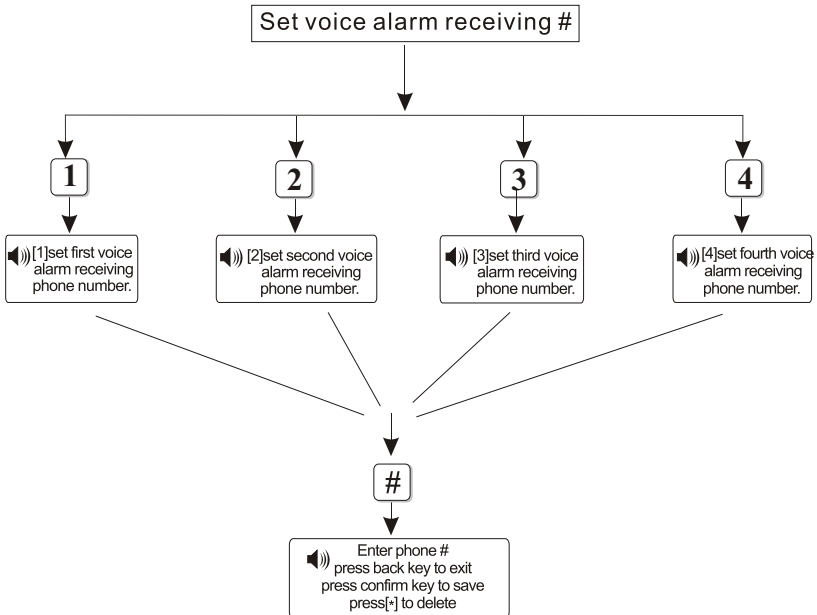 Set voice alarm receiving #
1
2
3
4
[1]set first voice
alarm receiving
phone number.
[2]set second voice
alarm receiving
phone number.
[3]set third voice
alarm receiving
phone number.
[4]set fourth voice
alarm receiving
phone number.
#
Enter phone #
press back key to exit
press confirm key to save
press[*] to delete